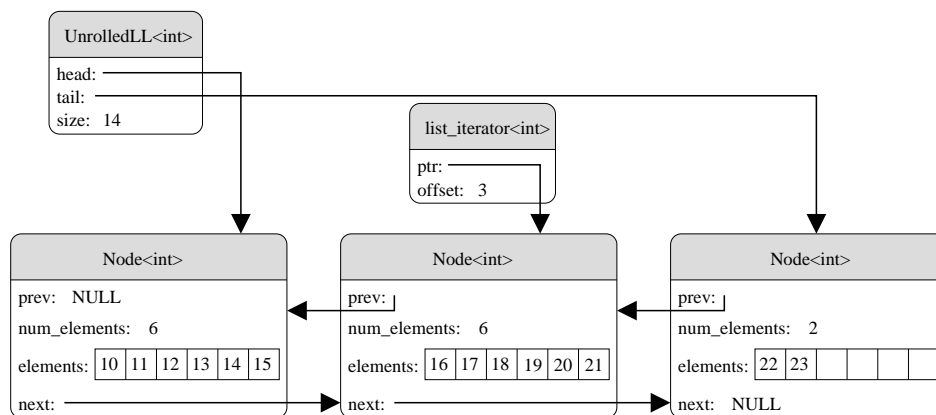 UnrolledLL<int>
head:
tail:
size: 14
list_iterator<int>
ptr:
offset: 3
Node<int>
prev: NULL
num_elements: 6
elements: 10 11 12 13 14 15
next:
Node<int>
prev:
num_elements: 6
elements: 16 17 18 19 20 21
next:
Node<int>
prev:
num_elements: 2
elements: 22 23
next: NULL